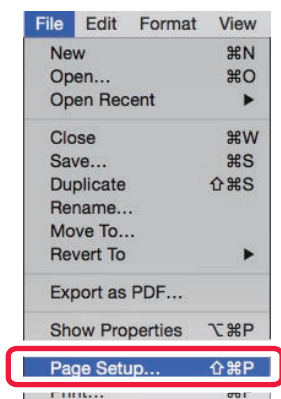 File Edit Format View
New ⌘N
Open... ⌘O
Open Recent ▶
Close ⌘W
Save... ⌘S
Duplicate ⇧⌘S
Rename...
Move To...
Revert To ▶
Export as PDF...
Show Properties ⌥⌘P
Page Setup... ⇧⌘P
Print... ⌘P